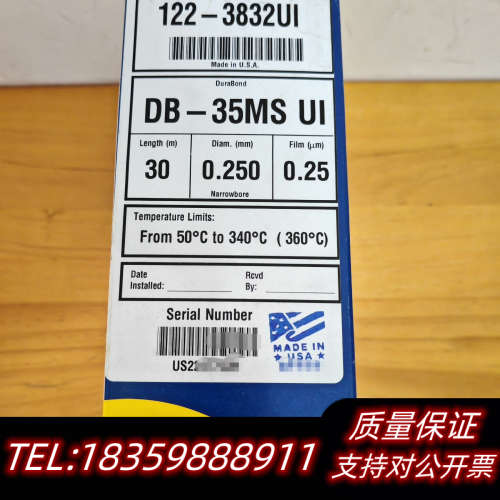 122-3832UI
Made in U.S.A.
DuraBond
DB-35MS UI
Length (m) Diam. (mm) Film (μm)
30 0.250 0.25
Narrowbore
Temperature Limits:
From 50°C to 340°C (360°C)
Date Rcvd
Installed: By:
Serial Number
MADE IN
USA
质量保证
TEL:18359888911 支持对公开票